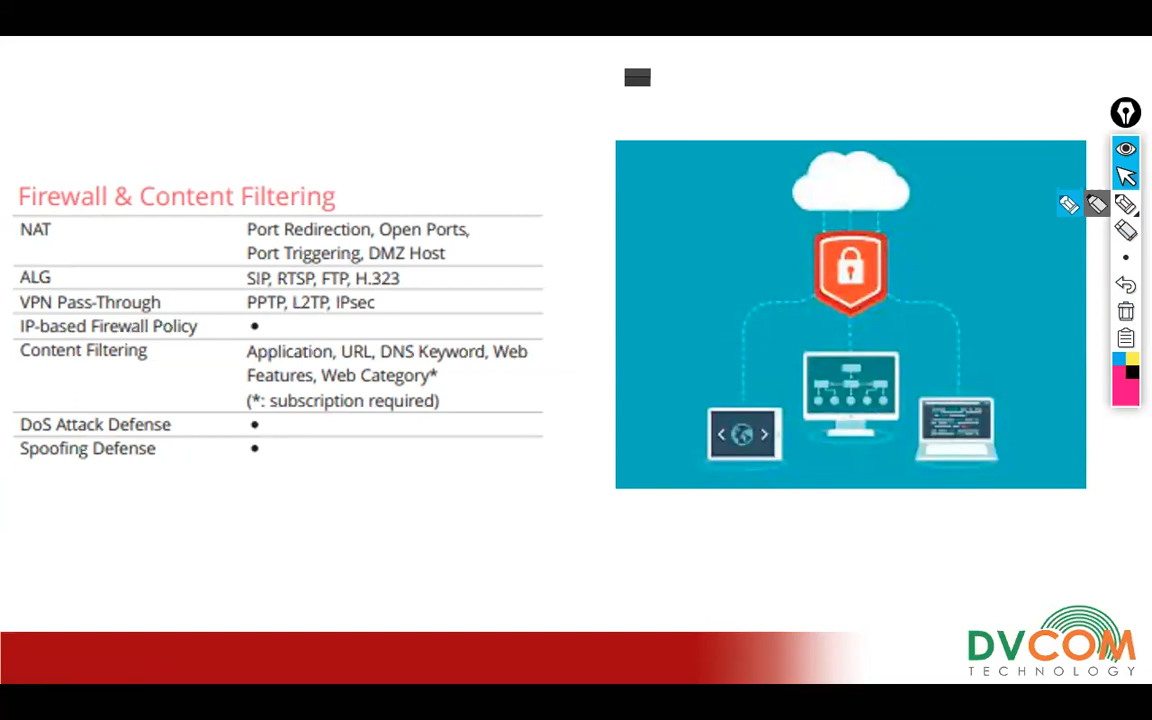 Firewall & Content Filtering
NAT
Port Redirection, Open Ports,
Port Triggering, DMZ Host
ALG
SIP, RTSP, FTP, H.323
VPN Pass-Through
PPTP, L2TP, IPsec
IP-based Firewall Policy
•
Content Filtering
Application, URL, DNS Keyword, Web
Features, Web Category*
(*: subscription required)
DoS Attack Defense
•
Spoofing Defense
•
DVCOM
TECHNOLOGY